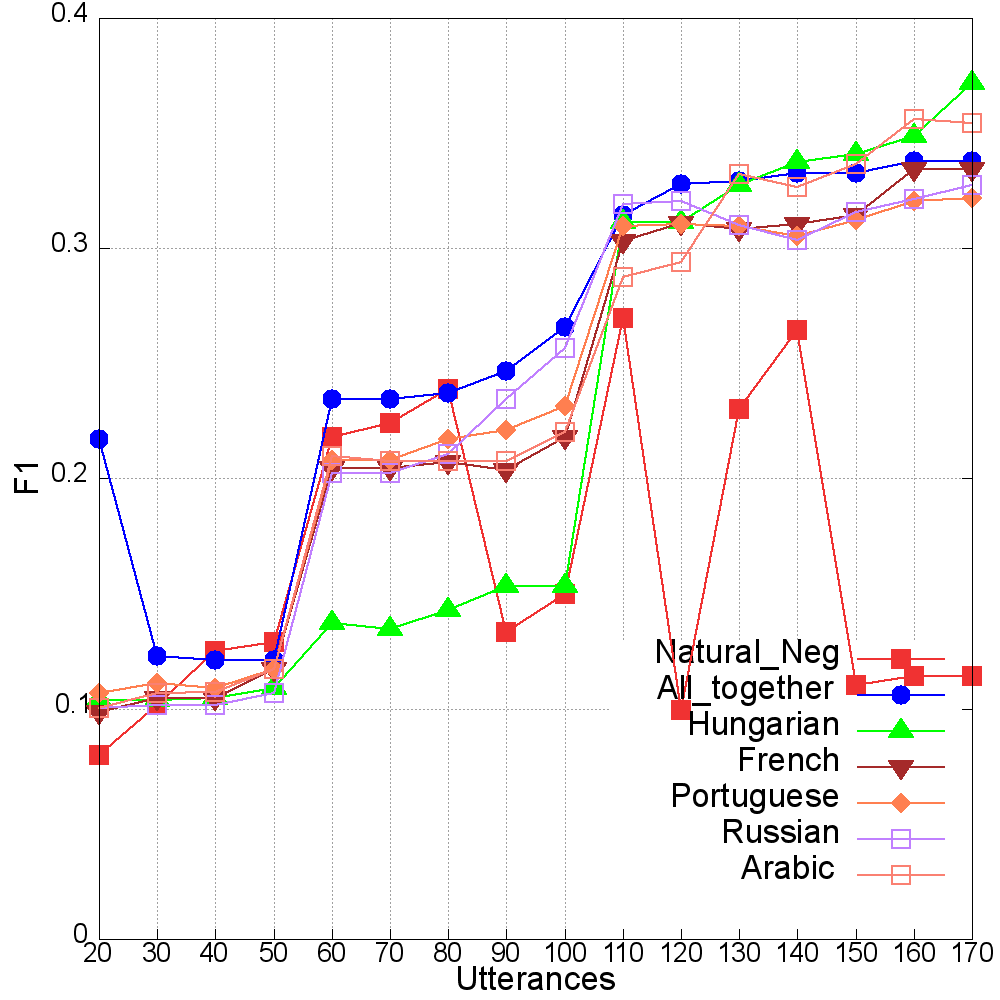 0.4
0.3
0.2
0.1
0
F1
20 30 40 50 60 70 80 90 100 110 120 130 140 150 160 170
Utterances
Natural_Neg
All_together
Hungarian
French
Portuguese
Russian
Arabic